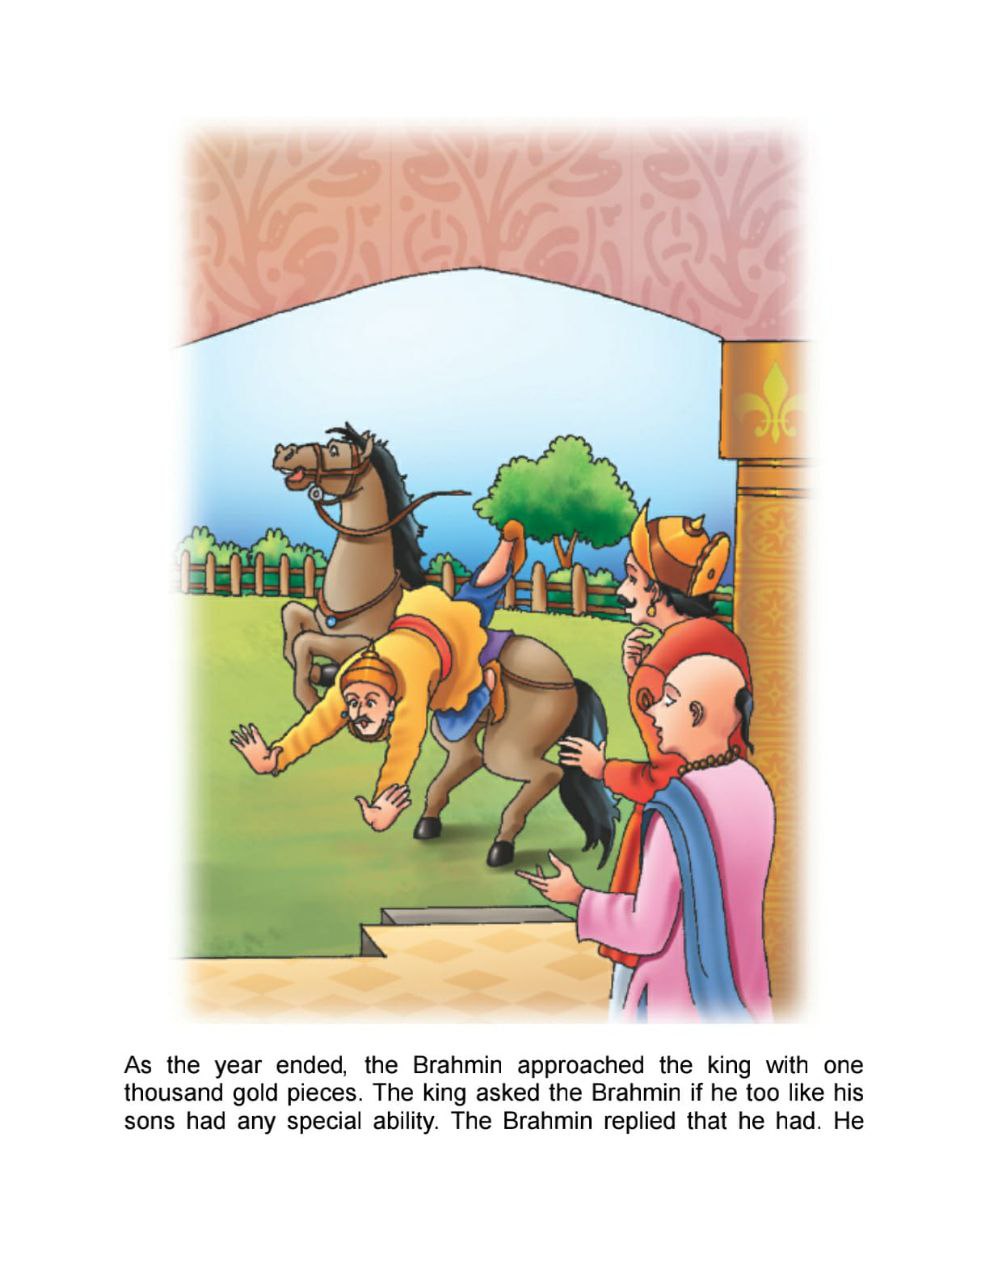 As the year ended, the Brahmin approached the king with one
thousand gold pieces. The king asked the Brahmin if he too like his
sons had any special ability. The Brahmin replied that he had. He